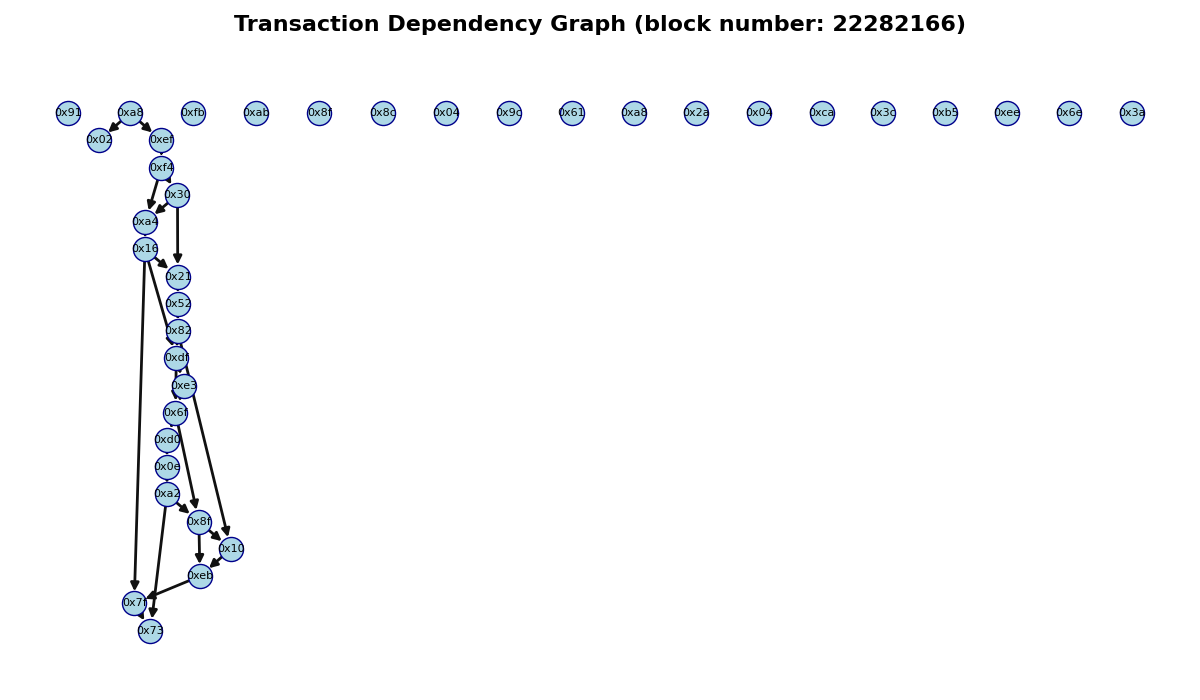 Transaction Dependency Graph (block number: 22282166)
0x91 0xa8 0xfb 0xab 0x8f 0x8c 0x04 0x9c 0x61 0xa8 0x2a 0x04 0xca 0x3c 0xb5 0xee 0x6e 0x3a
0x02 0xef
0xf4
0x30
0xa4
0x16
0x21
0x52
0x82
0xdf
0xe3
0x6f
0xd0
0x0e
0xa2
0x8f
0x10
0xeb
0x7f
0x73